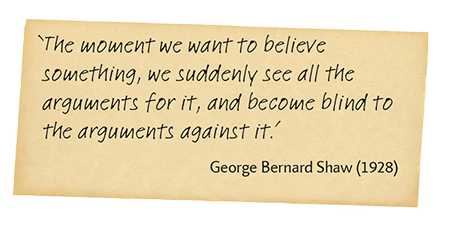 ‘The moment we want to believe
something, we suddenly see all the
arguments for it, and become blind to
the arguments against it.’
George Bernard Shaw (1928)